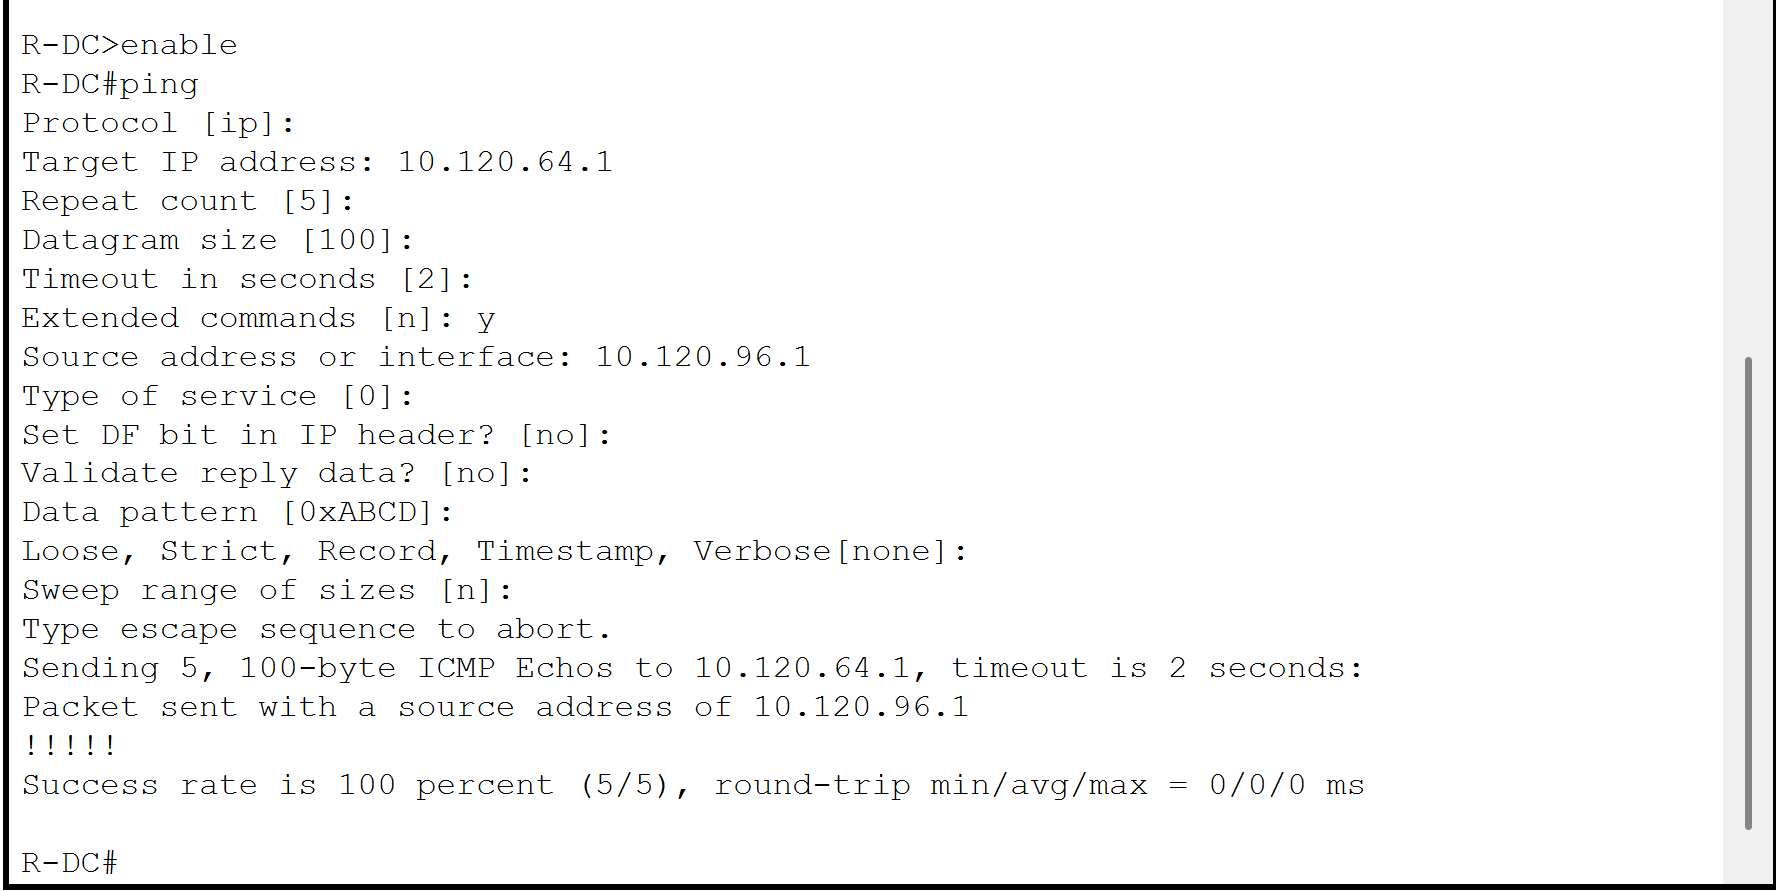 R-DC>enable
R-DC#ping
Protocol [ip]:
Target IP address: 10.120.64.1
Repeat count [5]:
Datagram size [100]:
Timeout in seconds [2]:
Extended commands [n]: y
Source address or interface: 10.120.96.1
Type of service [0]:
Set DF bit in IP header? [no]:
Validate reply data? [no]:
Data pattern [0xABCD]:
Loose, Strict, Record, Timestamp, Verbose[none]:
Sweep range of sizes [n]:
Type escape sequence to abort.
Sending 5, 100-byte ICMP Echos to 10.120.64.1, timeout is 2 seconds:
Packet sent with a source address of 10.120.96.1
!!!!!
Success rate is 100 percent (5/5), round-trip min/avg/max = 0/0/0 ms
R-DC#